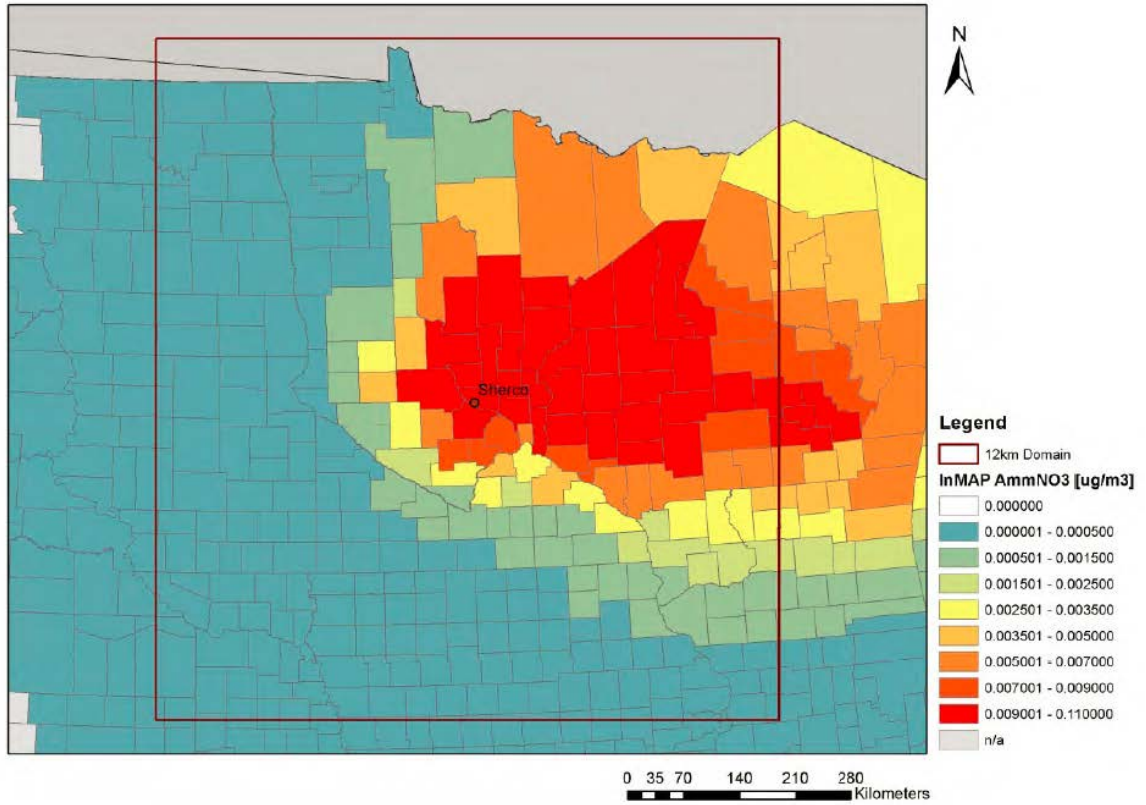 N
Sherco
Legend
12km Domain
InMAP AmmNO3 [ug/m3]
0.000000
0.000001 - 0.000500
0.000501 - 0.001500
0.001501 - 0.002500
0.002501 - 0.003500
0.003501 - 0.005000
0.005001 - 0.007000
0.007001 - 0.009000
0.009001 - 0.110000
n/a
0 35 70 140 210 280
Kilometers